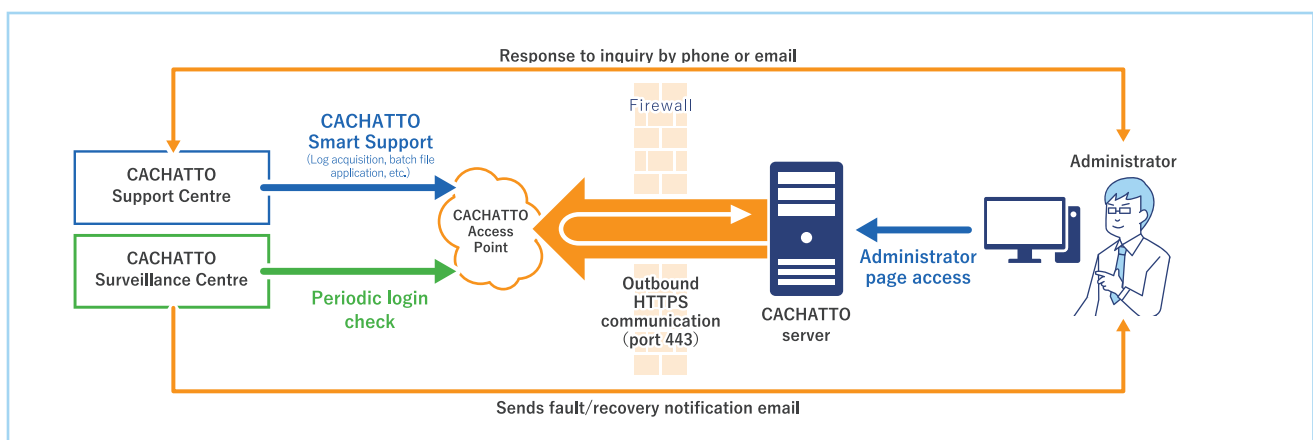 Response to inquiry by phone or email
Firewall
CACHATTO
Smart Support
(Log acquisition, batch file
application, etc.)
CACHATTO
Support Centre
CACHATTO
Access
Point
Administrator
CACHATTO
Surveillance Centre
Periodic login
check
Outbound
HTTPS
communication
(port 443)
CACHATTO
server
Administrator
page access
Sends fault/recovery notification email